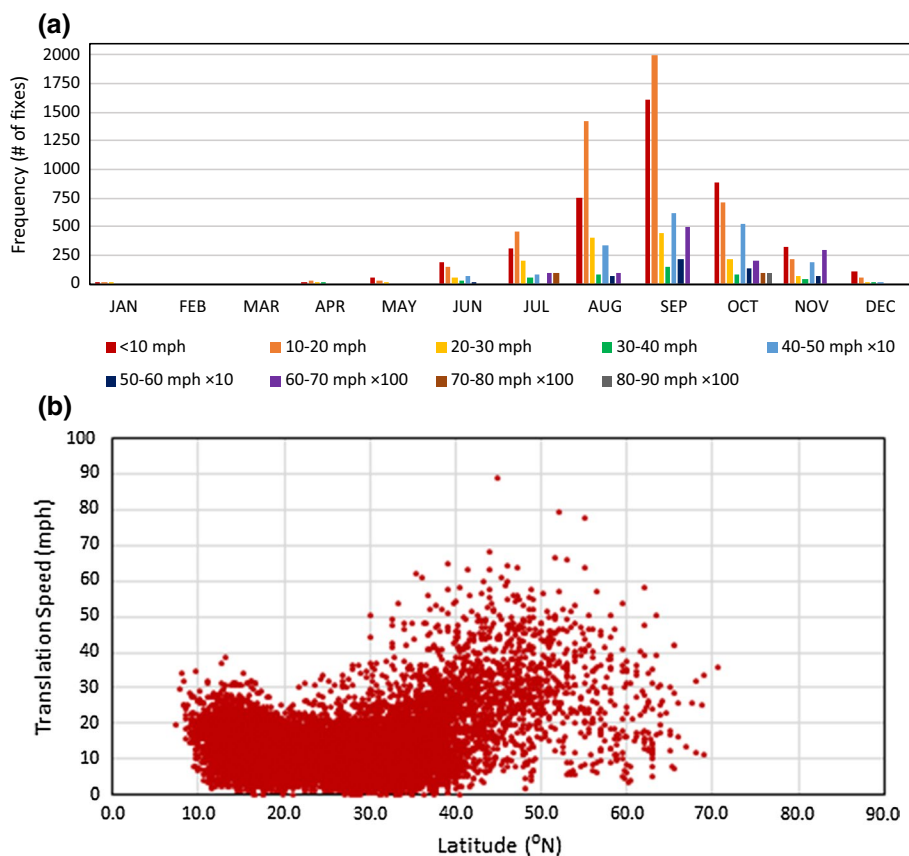 (a)
Frequency (# of fixes)
2000
1750
1500
1250
1000
750
500
250
0
JAN FEB MAR APR MAY JUN JUL AUG SEP OCT NOV DEC
<10 mph 10-20 mph 20-30 mph 30-40 mph 40-50 mph ×10
50-60 mph ×10 60-70 mph ×100 70-80 mph ×100 80-90 mph ×100
(b)
Translation Speed (mph)
100
90
80
70
60
50
40
30
20
10
0
0.0 10.0 20.0 30.0 40.0 50.0 60.0 70.0 80.0 90.0
Latitude (⁰N)